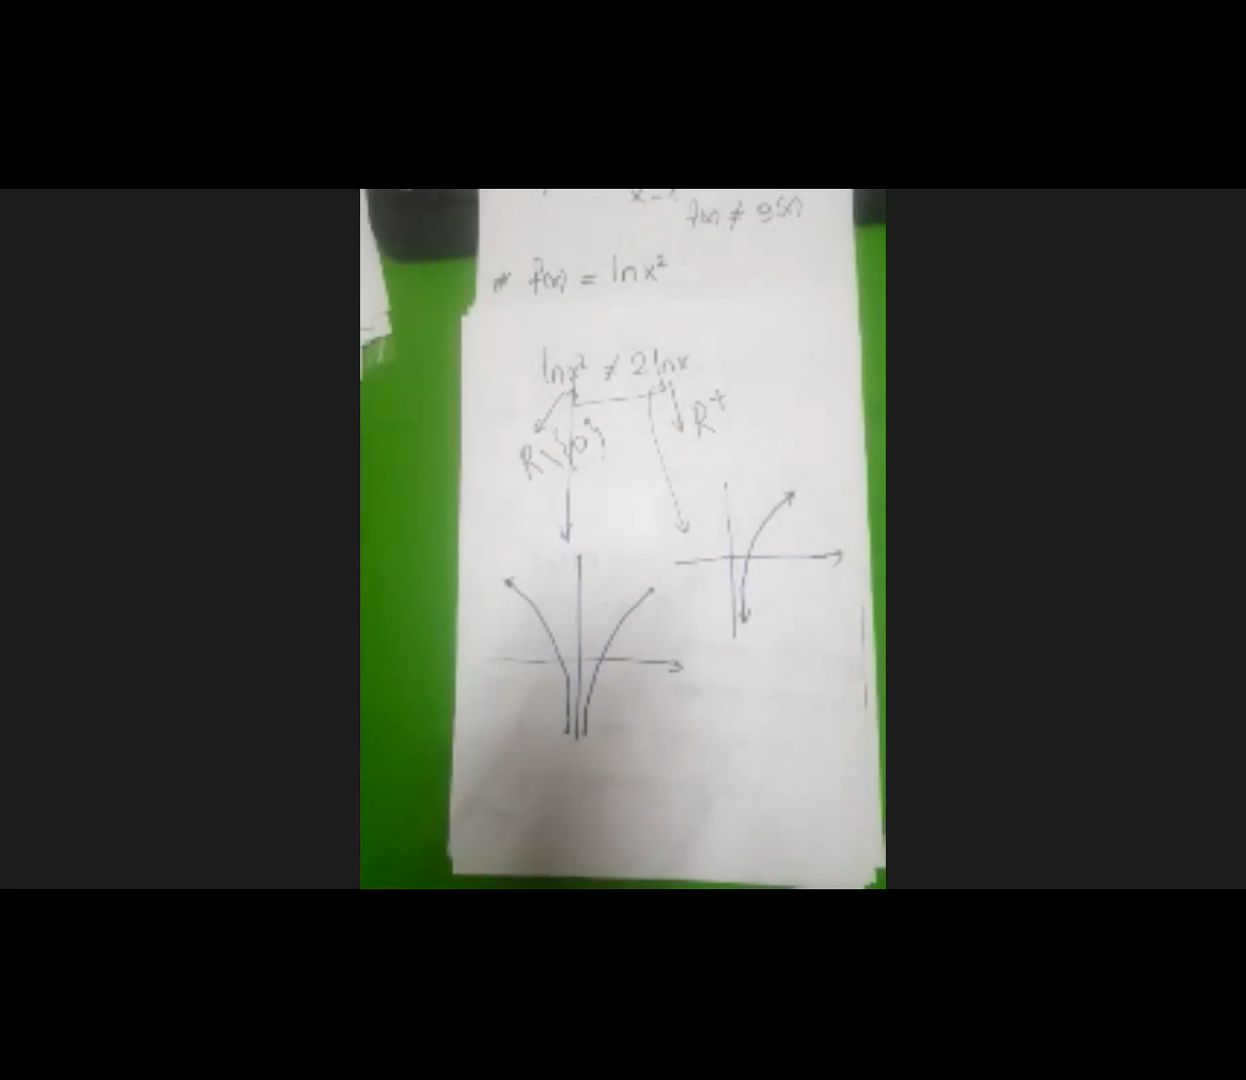 f(x) ≠ g(x)
* f(x) = ln x²
ln x² ≠ 2 ln x
R\{0} R⁺